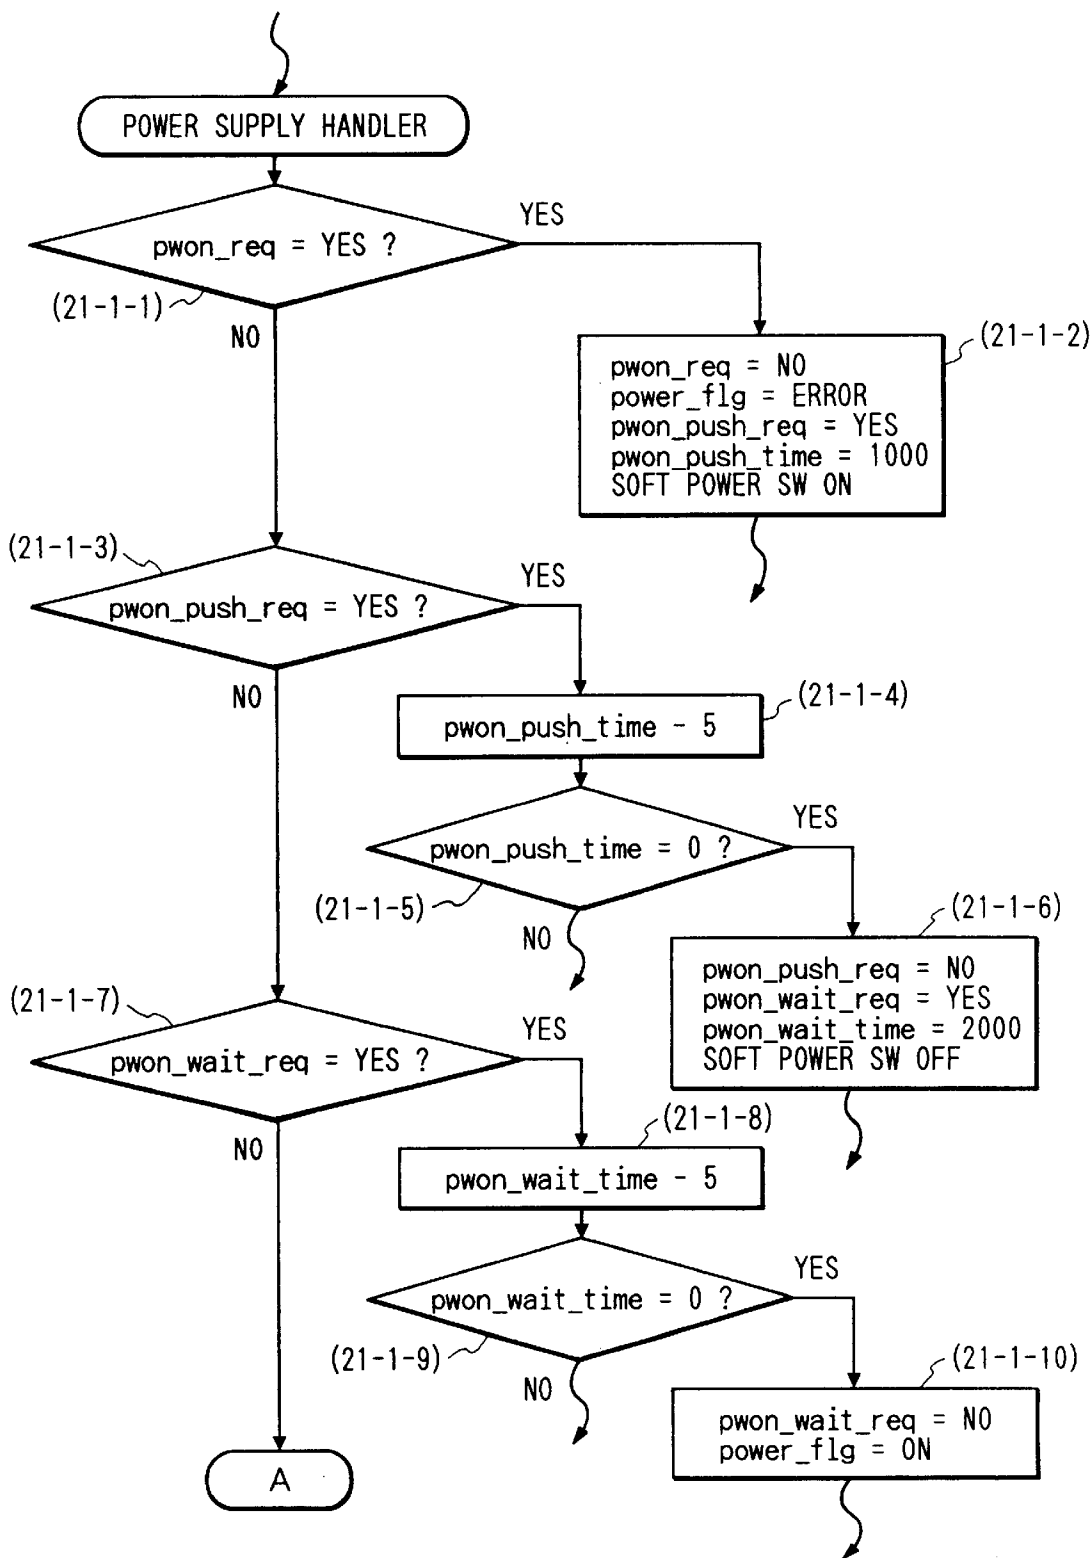 POWER SUPPLY HANDLER
YES
pwon_req = YES ?
(21-1-1)
NO
(21-1-2)
pwon_req = NO
power_flg = ERROR
pwon_push_req = YES
pwon_push_time = 1000
SOFT POWER SW ON
(21-1-3)
YES
pwon_push_req = YES ?
NO
(21-1-4)
pwon_push_time - 5
YES
pwon_push_time = 0 ?
(21-1-5)
NO
(21-1-6)
pwon_push_req = NO
pwon_wait_req = YES
pwon_wait_time = 2000
SOFT POWER SW OFF
(21-1-7)
YES
pwon_wait_req = YES ?
NO
(21-1-8)
pwon_wait_time - 5
YES
pwon_wait_time = 0 ?
(21-1-9)
NO
(21-1-10)
pwon_wait_req = NO
power_flg = ON
A